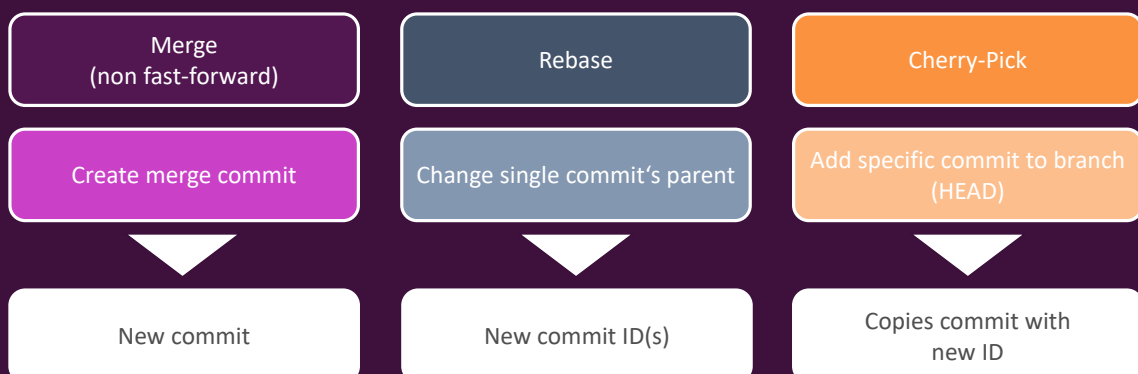 Merge
(non fast-forward)
Rebase
Cherry-Pick
Create merge commit
Change single commit‘s parent
Add specific commit to branch
(HEAD)
New commit
New commit ID(s)
Copies commit with
new ID